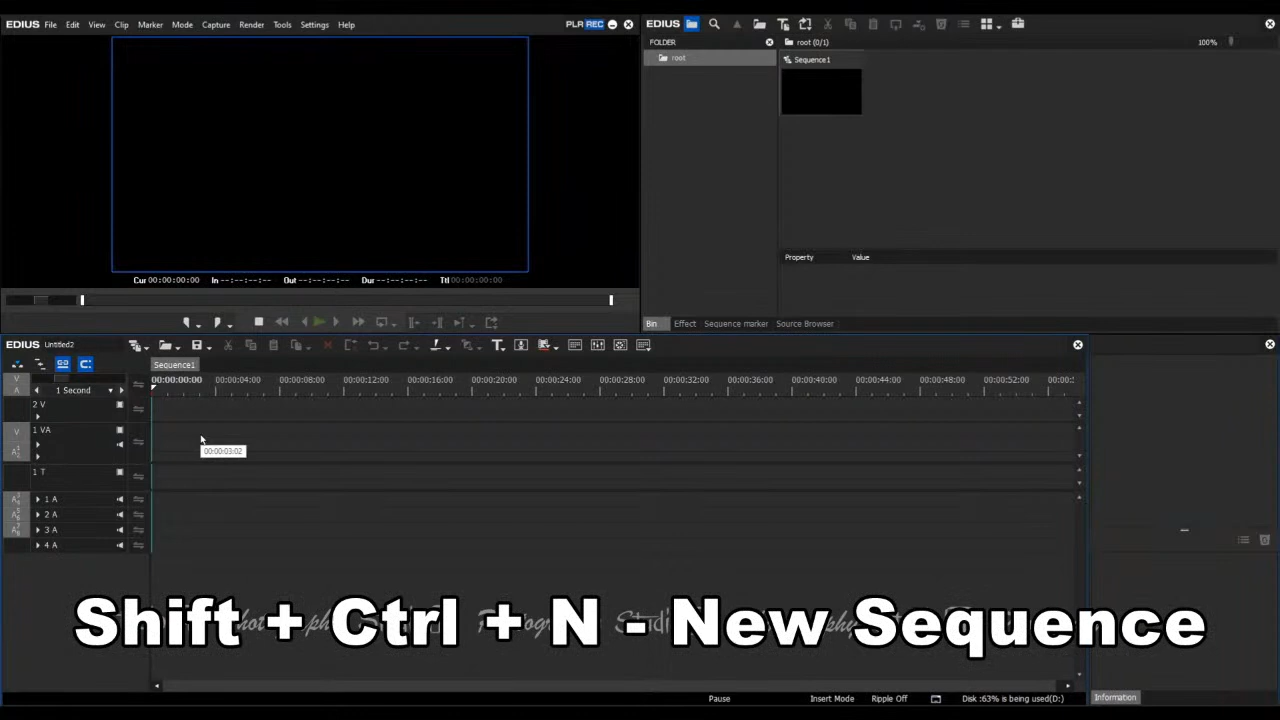 EDIUS File Edit View Clip Marker Mode Capture Render Tools Settings Help PLR REC
EDIUS
FOLDER
root (0/1)
100%
root
Sequence1
Property Value
Cur 00:00:00:00 In --:--:--:-- Out --:--:--:-- Dur --:--:--:-- Ttl 00:00:00:00
Bin Effect Sequence marker Source Browser
EDIUS Untitled2
Sequence1
V
A
1 Second
00:00:00:00 00:00:04:00 00:00:08:00 00:00:12:00 00:00:16:00 00:00:20:00 00:00:24:00 00:00:28:00 00:00:32:00 00:00:36:00 00:00:40:00 00:00:44:00 00:00:48:00 00:00:52:00
2 V
V 1 VA
00:00:03:02
1 T
1 A
2 A
3 A
4 A
Shift + Ctrl + N - New Sequence
Pause Insert Mode Ripple Off Disk :63% is being used(D:)
Information